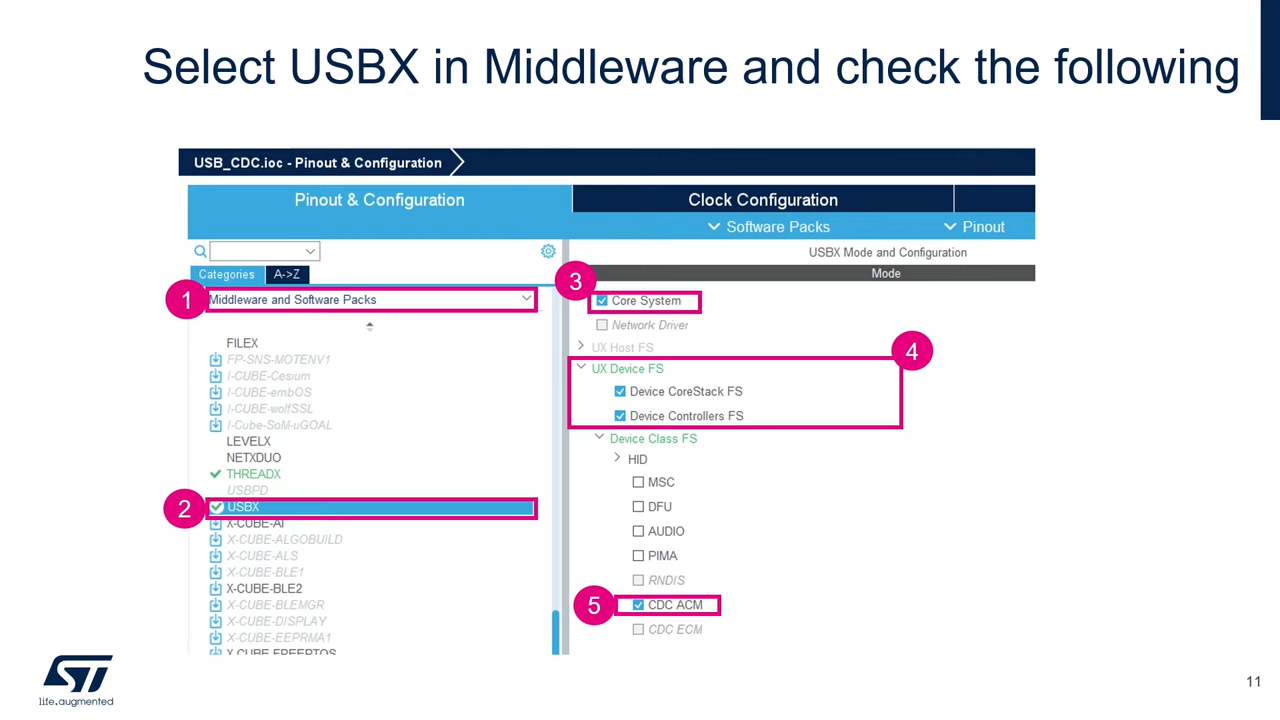 Select USBX in Middleware and check the following
USB_CDC.ioc - Pinout & Configuration
Pinout & Configuration
Clock Configuration
Software Packs
Pinout
USBX Mode and Configuration
Categories
A->Z
Mode
1
Middleware and Software Packs
FILEX
FP-SNS-MOTENV1
I-CUBE-Cesium
I-CUBE-embOS
I-CUBE-wolfSSL
I-Cube-SoM-uGOAL
LEVELX
NETXDUO
THREADX
USBPD
2
USBX
X-CUBE-AI
X-CUBE-ALGOBUILD
X-CUBE-ALS
X-CUBE-BLE1
X-CUBE-BLE2
X-CUBE-BLEMGR
X-CUBE-DISPLAY
X-CUBE-EEPRMA1
X-CUBE-FREERTOS
3
Core System
Network Driver
UX Host FS
4
UX Device FS
Device CoreStack FS
Device Controllers FS
Device Class FS
HID
MSC
DFU
AUDIO
PIMA
RNDIS
5
CDC ACM
CDC ECM
ST
life.augmented
11